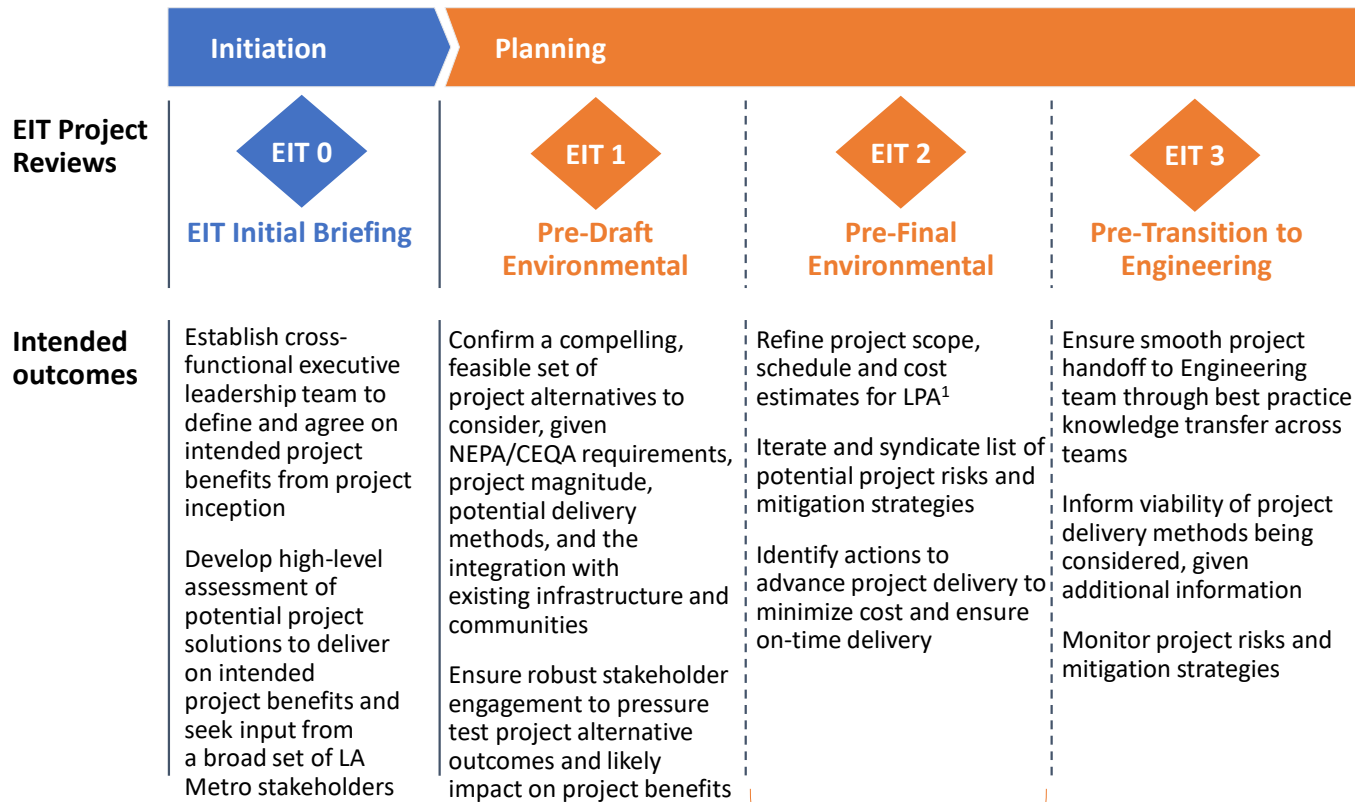 Initiation
Planning
EIT Project
Reviews
EIT 0
EIT 1
EIT 2
EIT 3
EIT Initial Briefing
Pre-Draft
Environmental
Pre-Final
Environmental
Pre-Transition to
Engineering
Intended
outcomes
Establish cross-
functional executive
leadership team to
define and agree on
intended project
benefits from project
inception
Develop high-level
assessment of
potential project
solutions to deliver
on intended
project benefits and
seek input from
a broad set of LA
Metro stakeholders
Confirm a compelling,
feasible set of
project alternatives to
consider, given
NEPA/CEQA requirements,
project magnitude,
potential delivery
methods, and the
integration with
existing infrastructure and
communities
Ensure robust stakeholder
engagement to pressure
test project alternative
outcomes and likely
impact on project benefits
Refine project scope,
schedule and cost
estimates for LPA¹
Iterate and syndicate list of
potential project risks and
mitigation strategies
Identify actions to
advance project delivery to
minimize cost and ensure
on-time delivery
Ensure smooth project
handoff to Engineering
team through best practice
knowledge transfer across
teams
Inform viability of project
delivery methods being
considered, given
additional information
Monitor project risks and
mitigation strategies